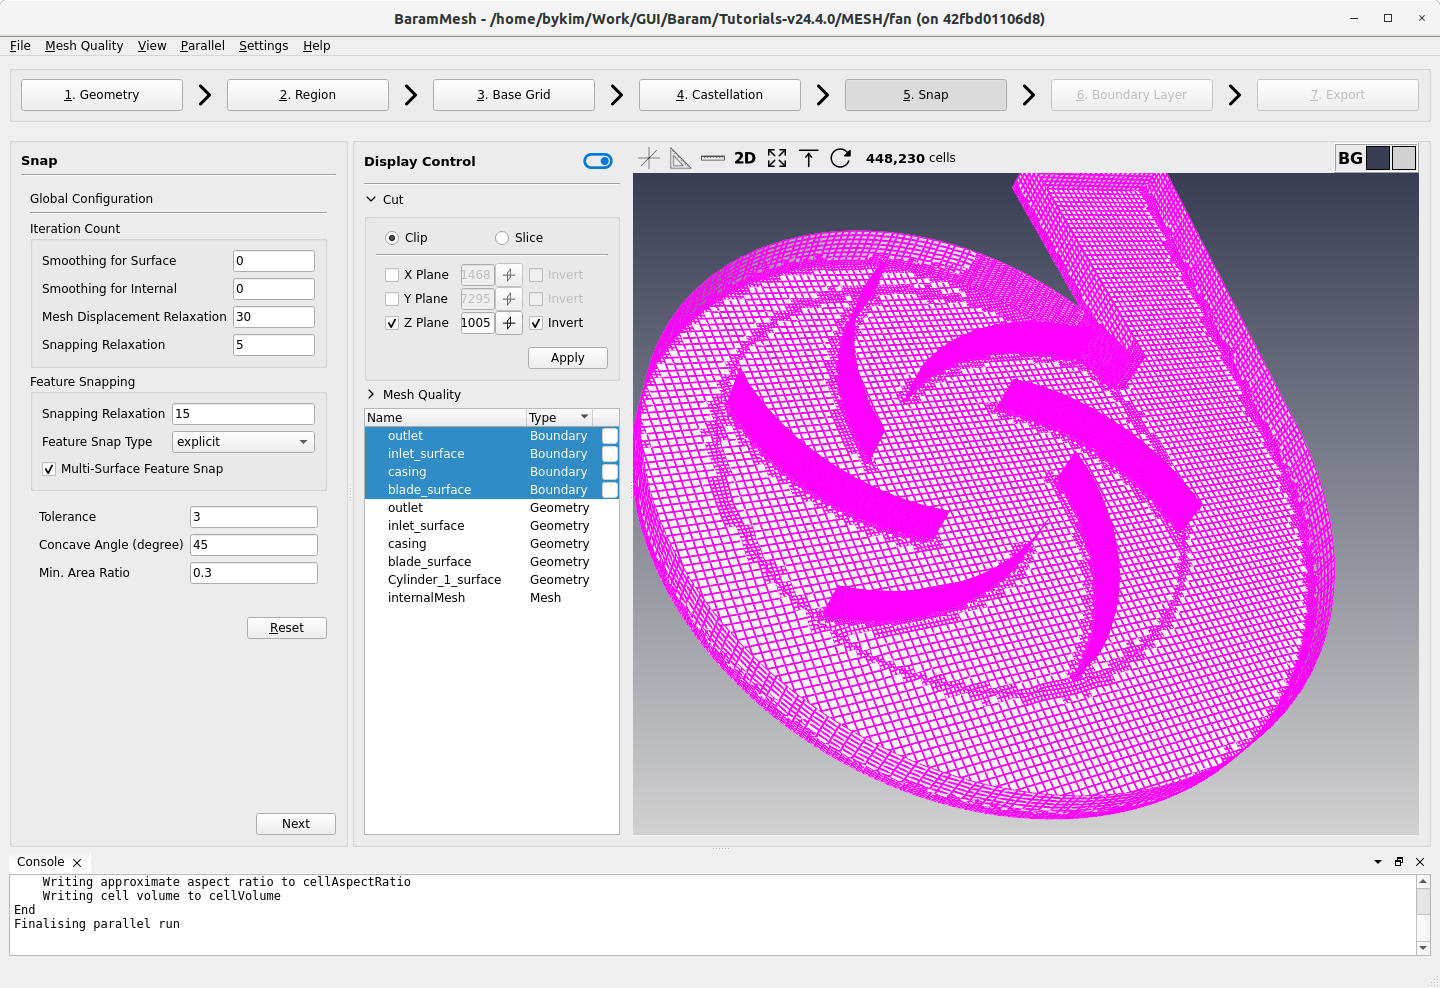 BaramMesh - /home/bykim/Work/GUI/Baram/Tutorials-v24.4.0/MESH/fan (on 42fbd01106d8)
File Mesh Quality View Parallel Settings Help
1. Geometry 2. Region 3. Base Grid 4. Castellation 5. Snap 6. Boundary Layer 7. Export
Snap
Global Configuration
Iteration Count
Smoothing for Surface 0
Smoothing for Internal 0
Mesh Displacement Relaxation 30
Snapping Relaxation 5
Feature Snapping
Snapping Relaxation 15
Feature Snap Type explicit
Multi-Surface Feature Snap
Tolerance 3
Concave Angle (degree) 45
Min. Area Ratio 0.3
Reset
Next
Display Control
Cut
Clip Slice
X Plane 1468 Invert
Y Plane 7295 Invert
Z Plane 1005 Invert
Apply
Mesh Quality
Name Type
outlet Boundary
inlet_surface Boundary
casing Boundary
blade_surface Boundary
outlet Geometry
inlet_surface Geometry
casing Geometry
blade_surface Geometry
Cylinder_1_surface Geometry
internalMesh Mesh
2D 448,230 cells BG
Console
Writing approximate aspect ratio to cellAspectRatio
Writing cell volume to cellVolume
End
Finalising parallel run